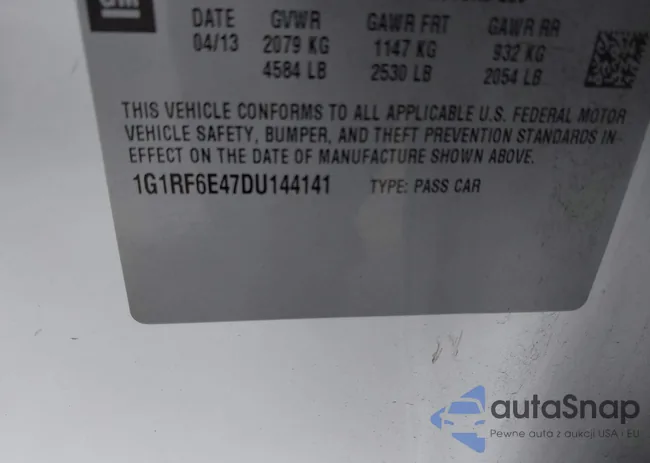 GM
DATE GVWR GAWR FRT GAWR RR
04/13 2079 KG 1147 KG 932 KG
4584 LB 2530 LB 2054 LB
THIS VEHICLE CONFORMS TO ALL APPLICABLE U.S. FEDERAL MOTOR
VEHICLE SAFETY, BUMPER, AND THEFT PREVENTION STANDARDS IN
EFFECT ON THE DATE OF MANUFACTURE SHOWN ABOVE.
1G1RF6E47DU144141 TYPE: PASS CAR
autaSnap
Pewne auta z aukcji USA - EU